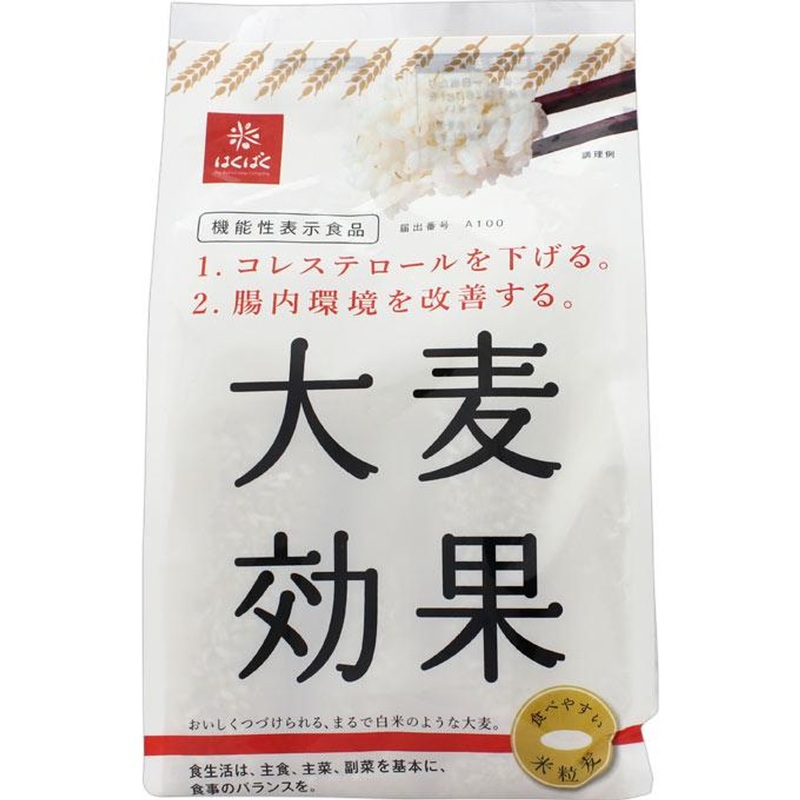 はくばく
調理例
機能性表示食品
届出番号 A100
1. コレステロールを下げる。
2. 腸内環境を改善する。
大麦
効果
おいしくつづけられる、まるで白米のような大麦。
食べやすい
米粒麦
食生活は、主食、主菜、副菜を基本に、
食事のバランスを。